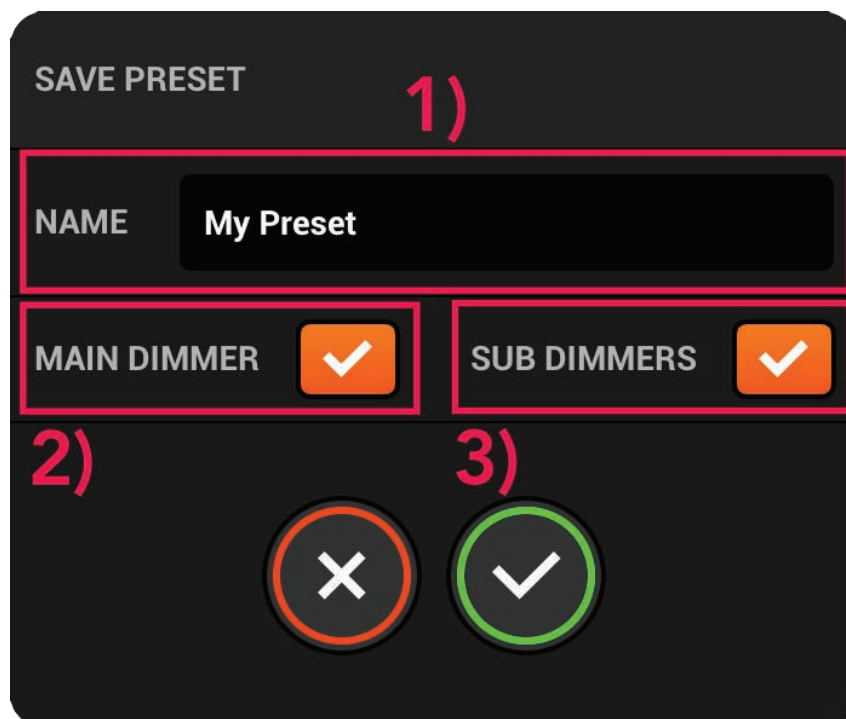 SAVE PRESET
1)
NAME My Preset
MAIN DIMMER SUB DIMMERS
2) 3)